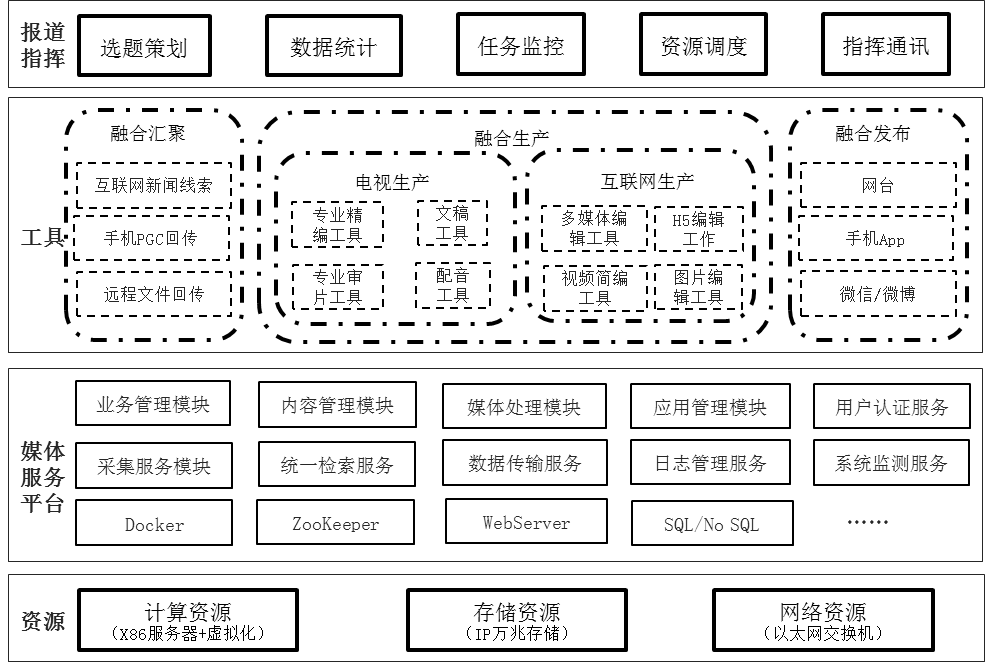 报道
指挥
选题策划
数据统计
任务监控
资源调度
指挥通讯
工具
融合汇聚
互联网新闻线索
手机PGC回传
远程文件回传
融合生产
电视生产
专业精
编工具
文稿
工具
专业审
片工具
配音
工具
互联网生产
多媒体编
辑工具
H5编辑
工作
视频简编
工具
图片编
辑工具
融合发布
网台
手机App
微信/微博
媒体
服务
平台
业务管理模块
内容管理模块
媒体处理模块
应用管理模块
用户认证服务
采集服务模块
统一检索服务
数据传输服务
日志管理服务
系统监测服务
Docker
ZooKeeper
WebServer
SQL/No SQL
……
资源
计算资源
（X86服务器+虚拟化）
存储资源
（IP万兆存储）
网络资源
（以太网交换机）